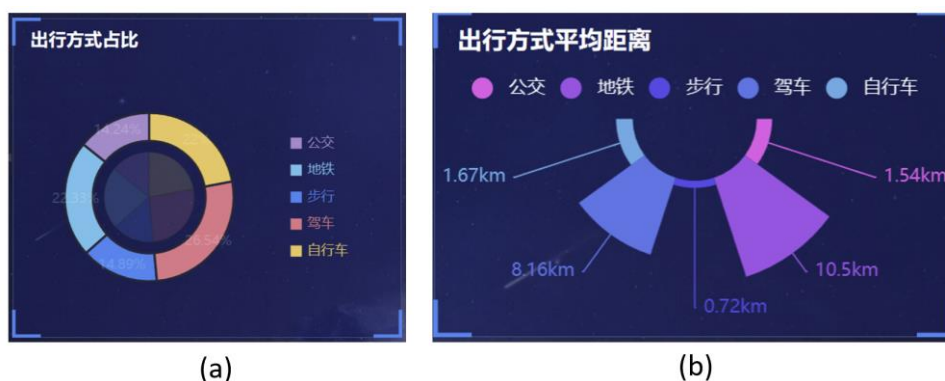 出行方式占比
14.24%
22.33%
14.89%
26.54%
公交
地铁
步行
驾车
自行车
(a)
出行方式平均距离
公交 地铁 步行 驾车 自行车
1.67km
1.54km
8.16km
10.5km
0.72km
(b)